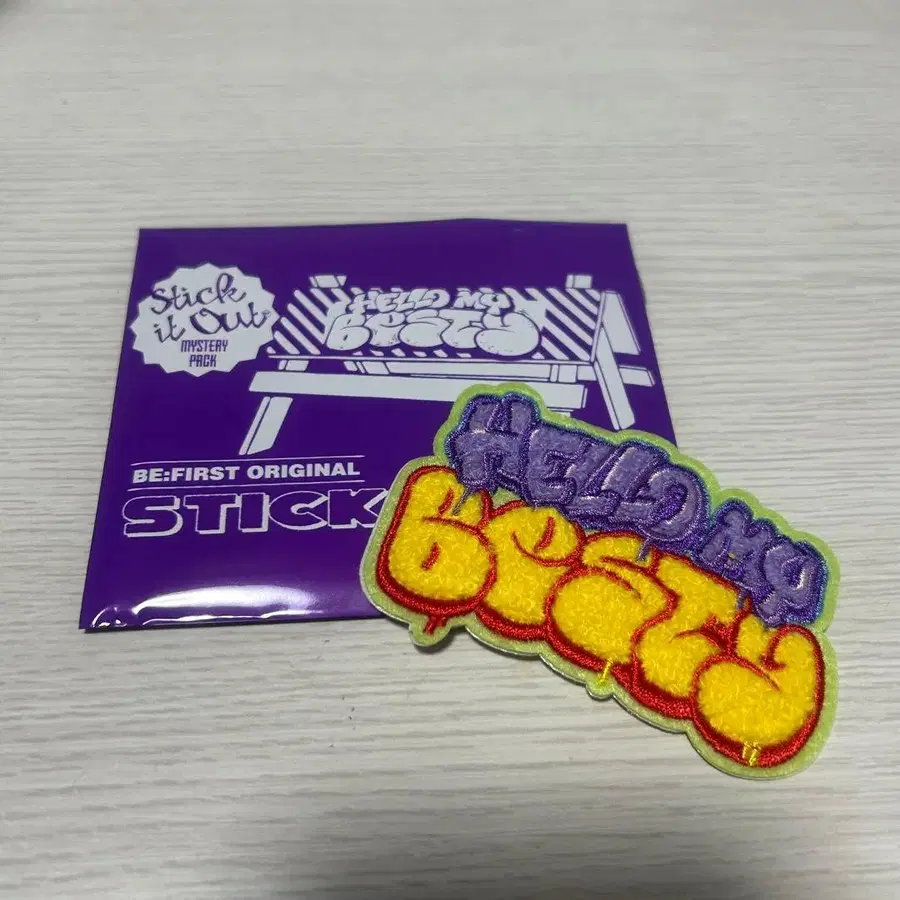 Stick
it Out
MYSTERY
PACK
HELLO MY
BESTY
BE:FIRST ORIGINAL
STICK
HELLO MY
BESTY